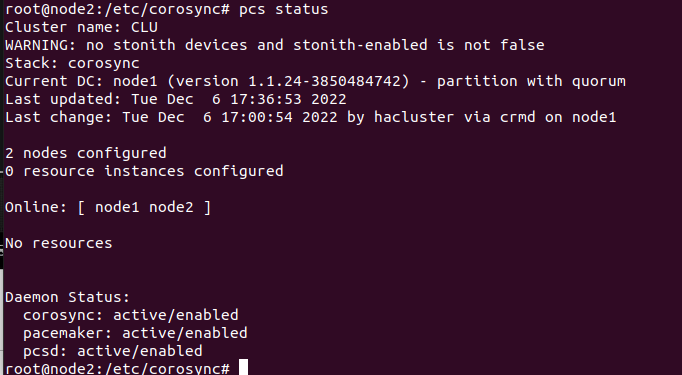 root@node2:/etc/corosync# pcs status
Cluster name: CLU
WARNING: no stonith devices and stonith-enabled is not false
Stack: corosync
Current DC: node1 (version 1.1.24-3850484742) - partition with quorum
Last updated: Tue Dec  6 17:36:53 2022
Last change: Tue Dec  6 17:00:54 2022 by hacluster via crmd on node1

2 nodes configured
0 resource instances configured

Online: [ node1 node2 ]

No resources


Daemon Status:
  corosync: active/enabled
  pacemaker: active/enabled
  pcsd: active/enabled
root@node2:/etc/corosync#